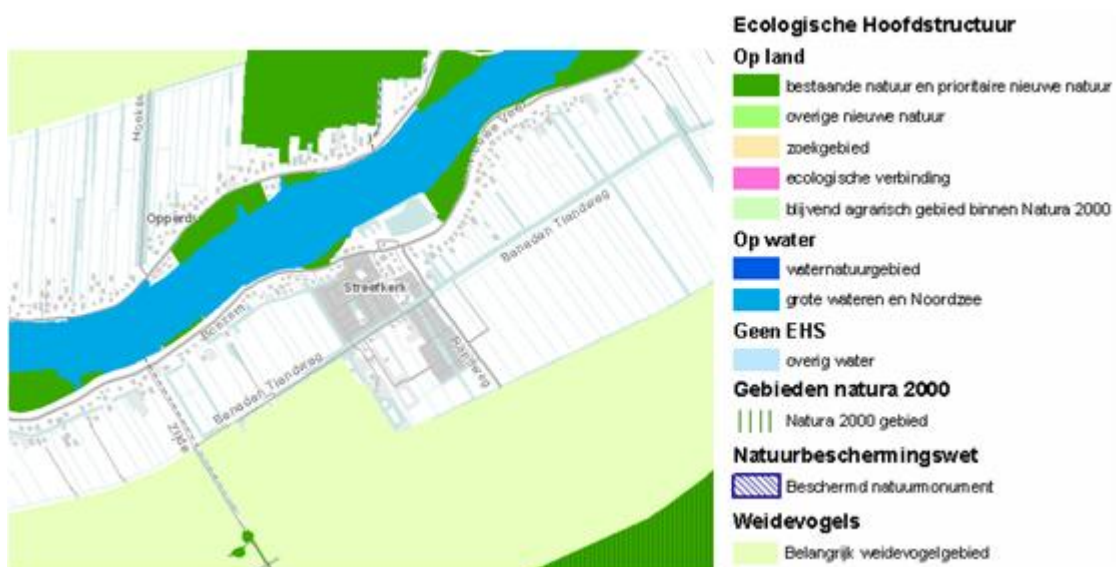 Ecologische Hoofdstructuur
Op land
bestaande natuur en prioritaire nieuwe natuur
overige nieuwe natuur
zoekgebied
ecologische verbinding
blijvend agrarisch gebied binnen Natura 2000
Op water
waternatuurgebied
grote wateren en Noordzee
Geen EHS
overig water
Gebieden natura 2000
Natura 2000 gebied
Natuurbeschermingswet
Beschermd natuurmonument
Weidevogels
Belangrijk weidevogelgebied
Opperdu
Streefkerk
Beneden Tiendweg
Beneden Tiendweg
Zijde